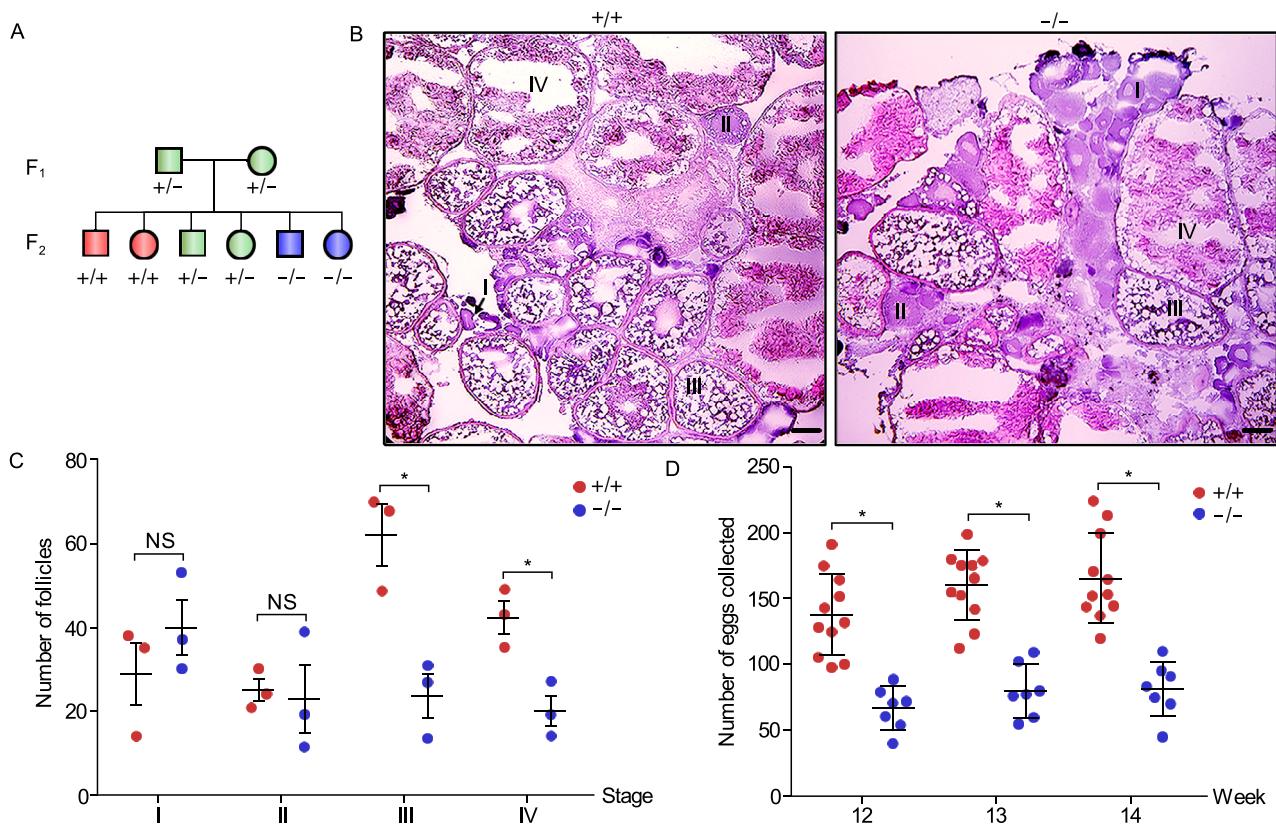 A
F1
+/−
+/−
F2
+/+
+/+
+/−
+/−
−/−
−/−
B
+/+
−/−
IV
II
I
III
I
IV
II
III
C
Number of follicles
80
60
40
20
0
NS
NS
*
*
+/+
−/−
I
II
III
IV
Stage
D
Number of eggs collected
250
200
150
100
50
0
*
*
*
+/+
−/−
12
13
14
Week